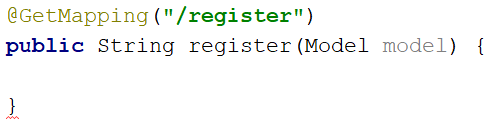 @GetMapping("/register")
public String register(Model model) {
}